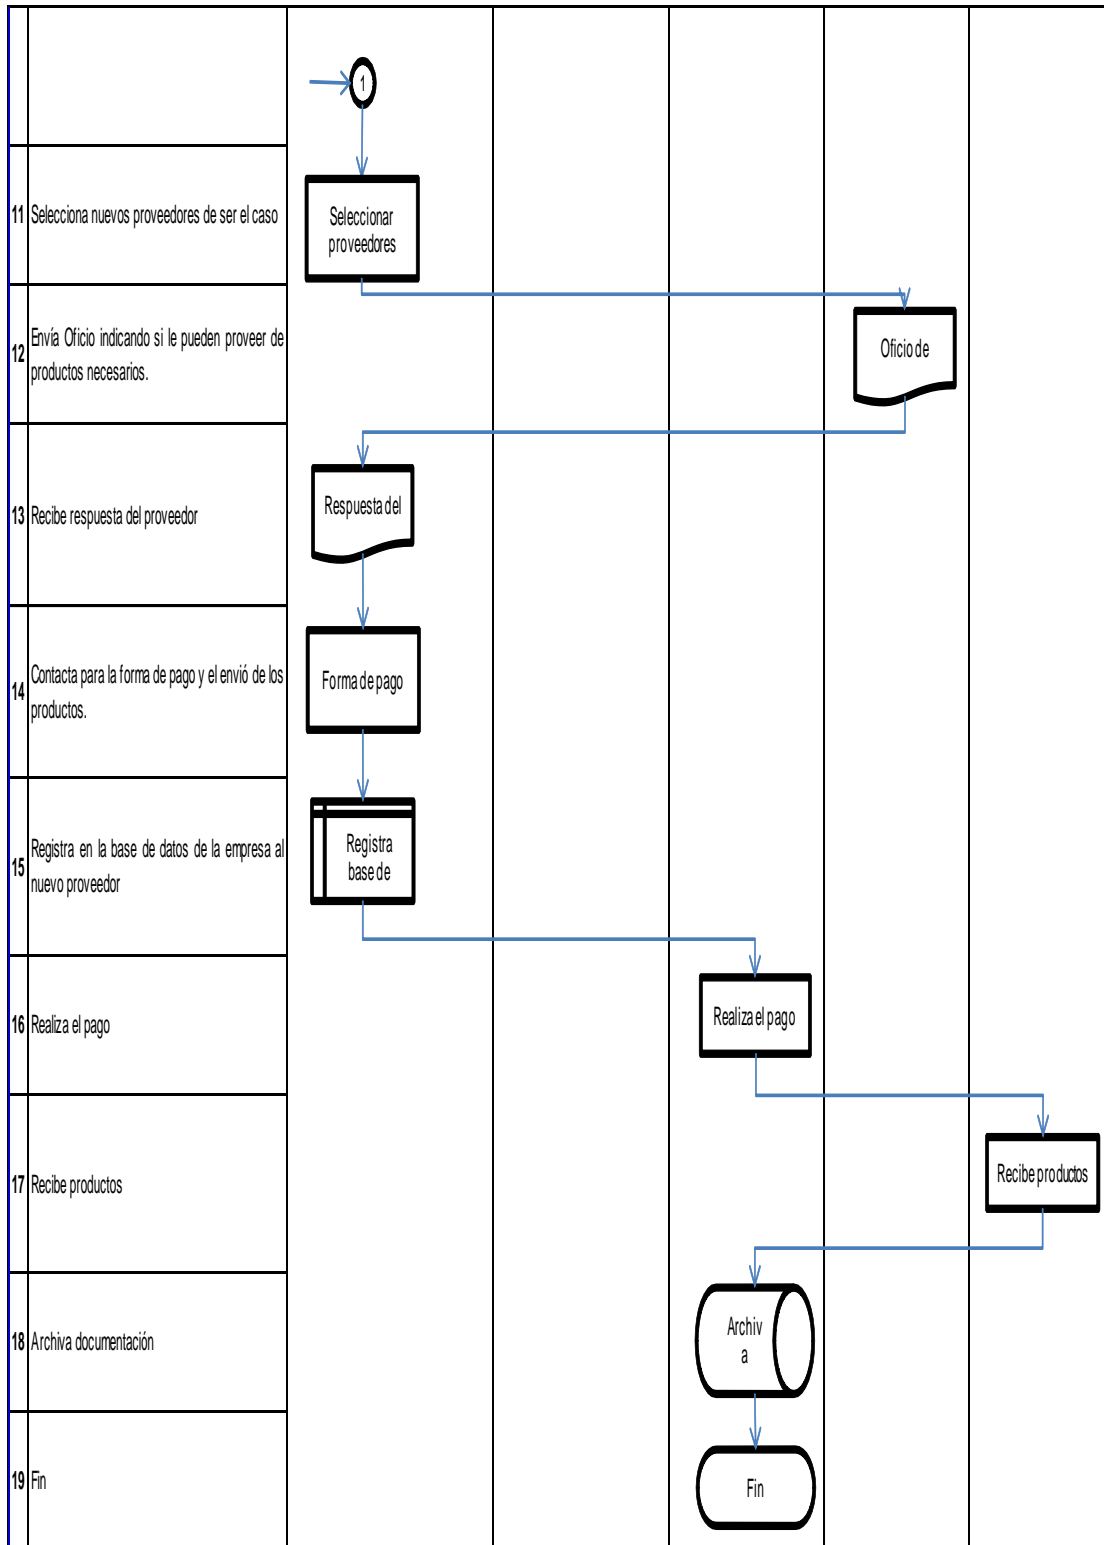 1
11 Selecciona nuevos proveedores de ser el caso
Seleccionar
proveedores
12 Envía Oficio indicando si le pueden proveer de
productos necesarios.
Oficio de
13 Recibe respuesta del proveedor
Respuesta del
14 Contacta para la forma de pago y el envió de los
productos.
Forma de pago
15 Registra en la base de datos de la empresa al
nuevo proveedor
Registra
base de
16 Realiza el pago
Realiza el pago
17 Recibe productos
Recibe productos
18 Archiva documentación
Archiv
a
19 Fin
Fin